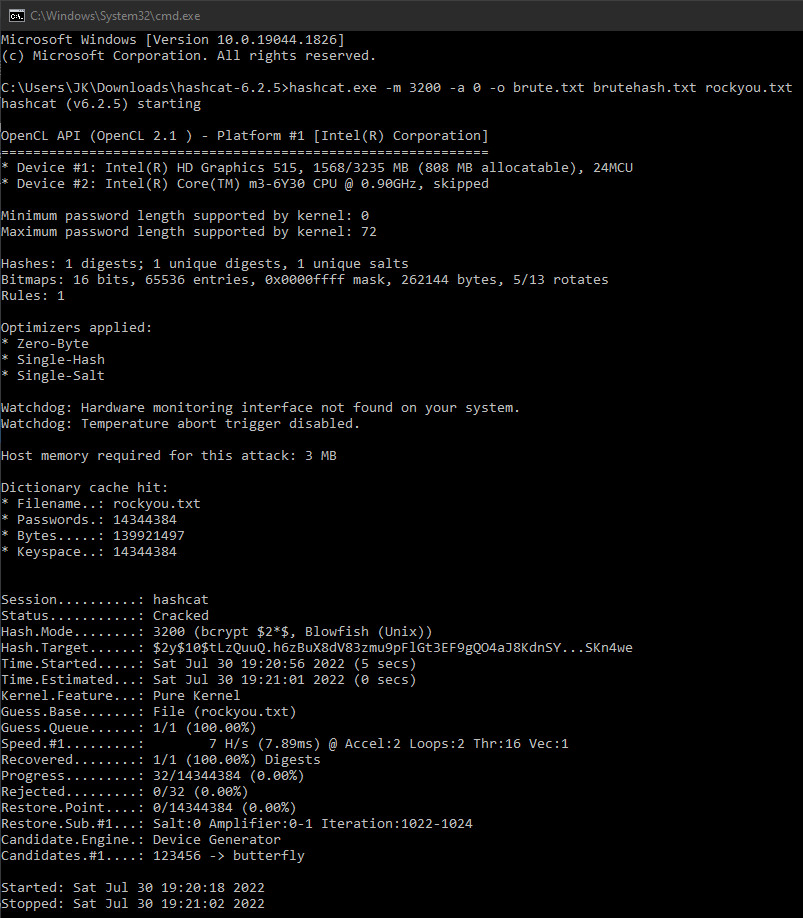 C:\Windows\System32\cmd.exe
Microsoft Windows [Version 10.0.19044.1826]
(c) Microsoft Corporation. All rights reserved.
C:\Users\JK\Downloads\hashcat-6.2.5>hashcat.exe -m 3200 -a 0 -o brute.txt brutehash.txt rockyou.txt
hashcat (v6.2.5) starting
OpenCL API (OpenCL 2.1 ) - Platform #1 [Intel(R) Corporation]
=============================================================
* Device #1: Intel(R) HD Graphics 515, 1568/3235 MB (808 MB allocatable), 24MCU
* Device #2: Intel(R) Core(TM) m3-6Y30 CPU @ 0.90GHz, skipped
Minimum password length supported by kernel: 0
Maximum password length supported by kernel: 72
Hashes: 1 digests; 1 unique digests, 1 unique salts
Bitmaps: 16 bits, 65536 entries, 0x0000ffff mask, 262144 bytes, 5/13 rotates
Rules: 1
Optimizers applied:
* Zero-Byte
* Single-Hash
* Single-Salt
Watchdog: Hardware monitoring interface not found on your system.
Watchdog: Temperature abort trigger disabled.
Host memory required for this attack: 3 MB
Dictionary cache hit:
* Filename..: rockyou.txt
* Passwords.: 14344384
* Bytes.....: 139921497
* Keyspace..: 14344384
Session..........: hashcat
Status...........: Cracked
Hash.Mode........: 3200 (bcrypt $2*$, Blowfish (Unix))
Hash.Target......: $2y$10$tLzQuuQ.h6zBuX8dV83zmu9pFlGt3EF9gQO4aJ8KdnSY...SKn4we
Time.Started.....: Sat Jul 30 19:20:56 2022 (5 secs)
Time.Estimated...: Sat Jul 30 19:21:01 2022 (0 secs)
Kernel.Feature...: Pure Kernel
Guess.Base.......: File (rockyou.txt)
Guess.Queue......: 1/1 (100.00%)
Speed.#1.........:        7 H/s (7.89ms) @ Accel:2 Loops:2 Thr:16 Vec:1
Recovered........: 1/1 (100.00%) Digests
Progress.........: 32/14344384 (0.00%)
Rejected.........: 0/32 (0.00%)
Restore.Point....: 0/14344384 (0.00%)
Restore.Sub.#1...: Salt:0 Amplifier:0-1 Iteration:1022-1024
Candidate.Engine.: Device Generator
Candidates.#1....: 123456 -> butterfly
Started: Sat Jul 30 19:20:18 2022
Stopped: Sat Jul 30 19:21:02 2022